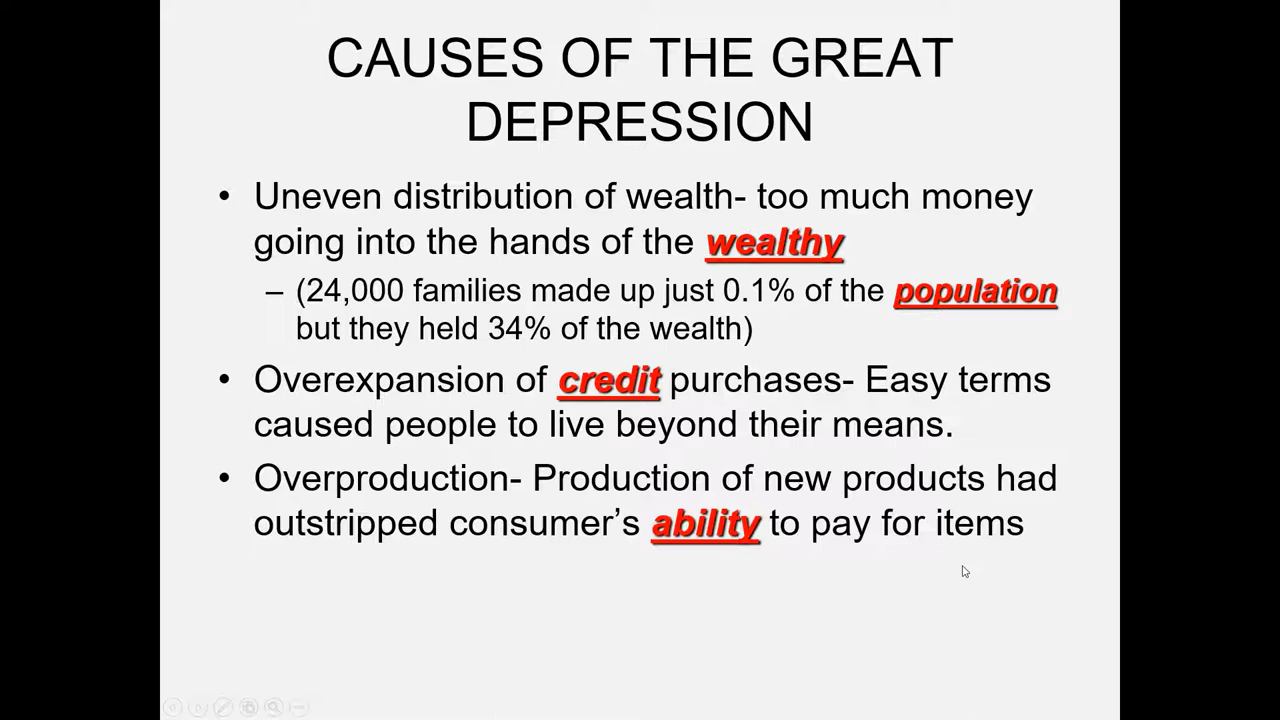 CAUSES OF THE GREAT
DEPRESSION
• Uneven distribution of wealth- too much money
going into the hands of the wealthy
– (24,000 families made up just 0.1% of the population
but they held 34% of the wealth)
• Overexpansion of credit purchases- Easy terms
caused people to live beyond their means.
• Overproduction- Production of new products had
outstripped consumer’s ability to pay for items